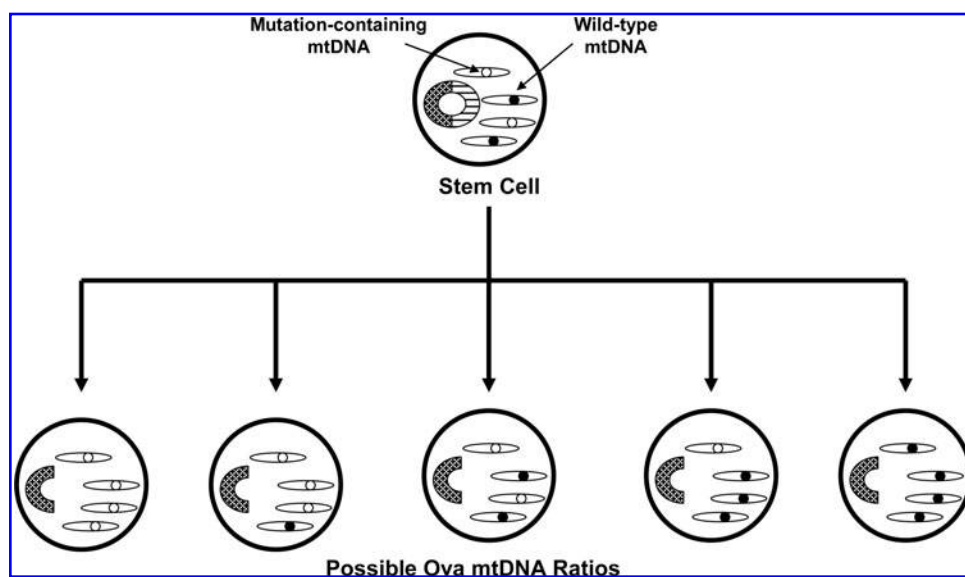 Mutation-containing
mtDNA
Wild-type
mtDNA
Stem Cell
Possible Ova mtDNA Ratios